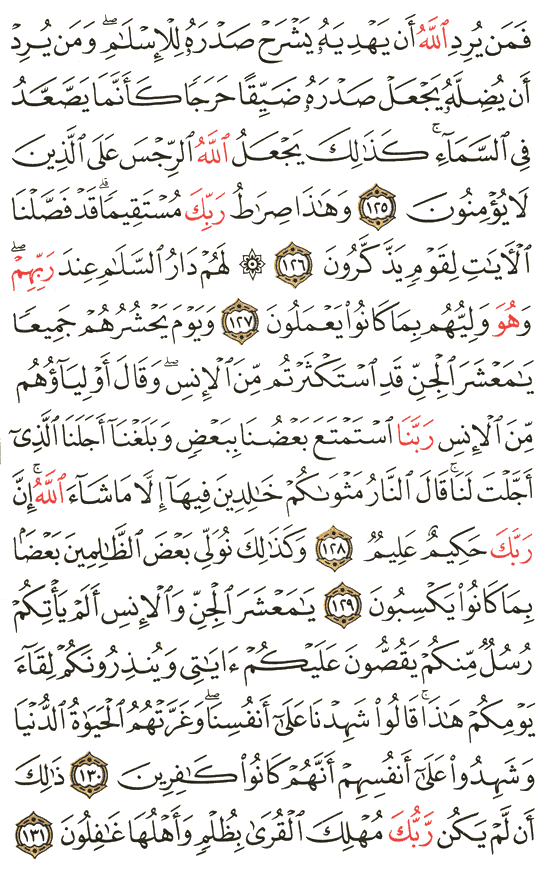 فَمَن يُرِدِ ٱللَّهُ أَن يَهۡدِيَهُۥ يَشۡرَحۡ صَدۡرَهُۥ لِلۡإِسۡلَٰمِۖ وَمَن يُرِدۡ
أَن يُضِلَّهُۥ يَجۡعَلۡ صَدۡرَهُۥ ضَيِّقًا حَرَجٗا كَأَنَّمَا يَصَّعَّدُ
فِي ٱلسَّمَآءِۚ كَذَٰلِكَ يَجۡعَلُ ٱللَّهُ ٱلرِّجۡسَ عَلَى ٱلَّذِينَ
لَا يُؤۡمِنُونَ ١٢٥ وَهَٰذَا صِرَٰطُ رَبِّكَ مُسۡتَقِيمٗاۗ قَدۡ فَصَّلۡنَا
ٱلۡأٓيَٰتِ لِقَوۡمٖ يَذَّكَّرُونَ ١٢٦ ۞ لَهُمۡ دَارُ ٱلسَّلَٰمِ عِندَ رَبِّهِمۡۖ
وَهُوَ وَلِيُّهُم بِمَا كَانُواْ يَعۡمَلُونَ ١٢٧ وَيَوۡمَ يَحۡشُرُهُمۡ جَمِيعٗا
يَٰمَعۡشَرَ ٱلۡجِنِّ قَدِ ٱسۡتَكۡثَرۡتُم مِّنَ ٱلۡإِنسِۖ وَقَالَ أَوۡلِيَآؤُهُم
مِّنَ ٱلۡإِنسِ رَبَّنَا ٱسۡتَمۡتَعَ بَعۡضُنَا بِبَعۡضٖ وَبَلَغۡنَآ أَجَلَنَا ٱلَّذِيٓ
أَجَّلۡتَ لَنَاۚ قَالَ ٱلنَّارُ مَثۡوَىٰكُمۡ خَٰلِدِينَ فِيهَآ إِلَّا مَا شَآءَ ٱللَّهُۚ إِنَّ
رَبَّكَ حَكِيمٌ عَلِيمٞ ١٢٨ وَكَذَٰلِكَ نُوَلِّي بَعۡضَ ٱلظَّٰلِمِينَ بَعۡضَۢا
بِمَا كَانُواْ يَكۡسِبُونَ ١٢٩ يَٰمَعۡشَرَ ٱلۡجِنِّ وَٱلۡإِنسِ أَلَمۡ يَأۡتِكُمۡ
رُسُلٞ مِّنكُمۡ يَقُصُّونَ عَلَيۡكُمۡ ءَايَٰتِي وَيُنذِرُونَكُمۡ لِقَآءَ
يَوۡمِكُمۡ هَٰذَاۚ قَالُواْ شَهِدۡنَا عَلَىٰٓ أَنفُسِنَاۖ وَغَرَّتۡهُمُ ٱلۡحَيَوٰةُ ٱلدُّنۡيَا
وَشَهِدُواْ عَلَىٰٓ أَنفُسِهِمۡ أَنَّهُمۡ كَانُواْ كَٰفِرِينَ ١٣٠ ذَٰلِكَ
أَن لَّمۡ يَكُن رَّبُّكَ مُهۡلِكَ ٱلۡقُرَىٰ بِظُلۡمٖ وَأَهۡلُهَا غَٰفِلُونَ ١٣١